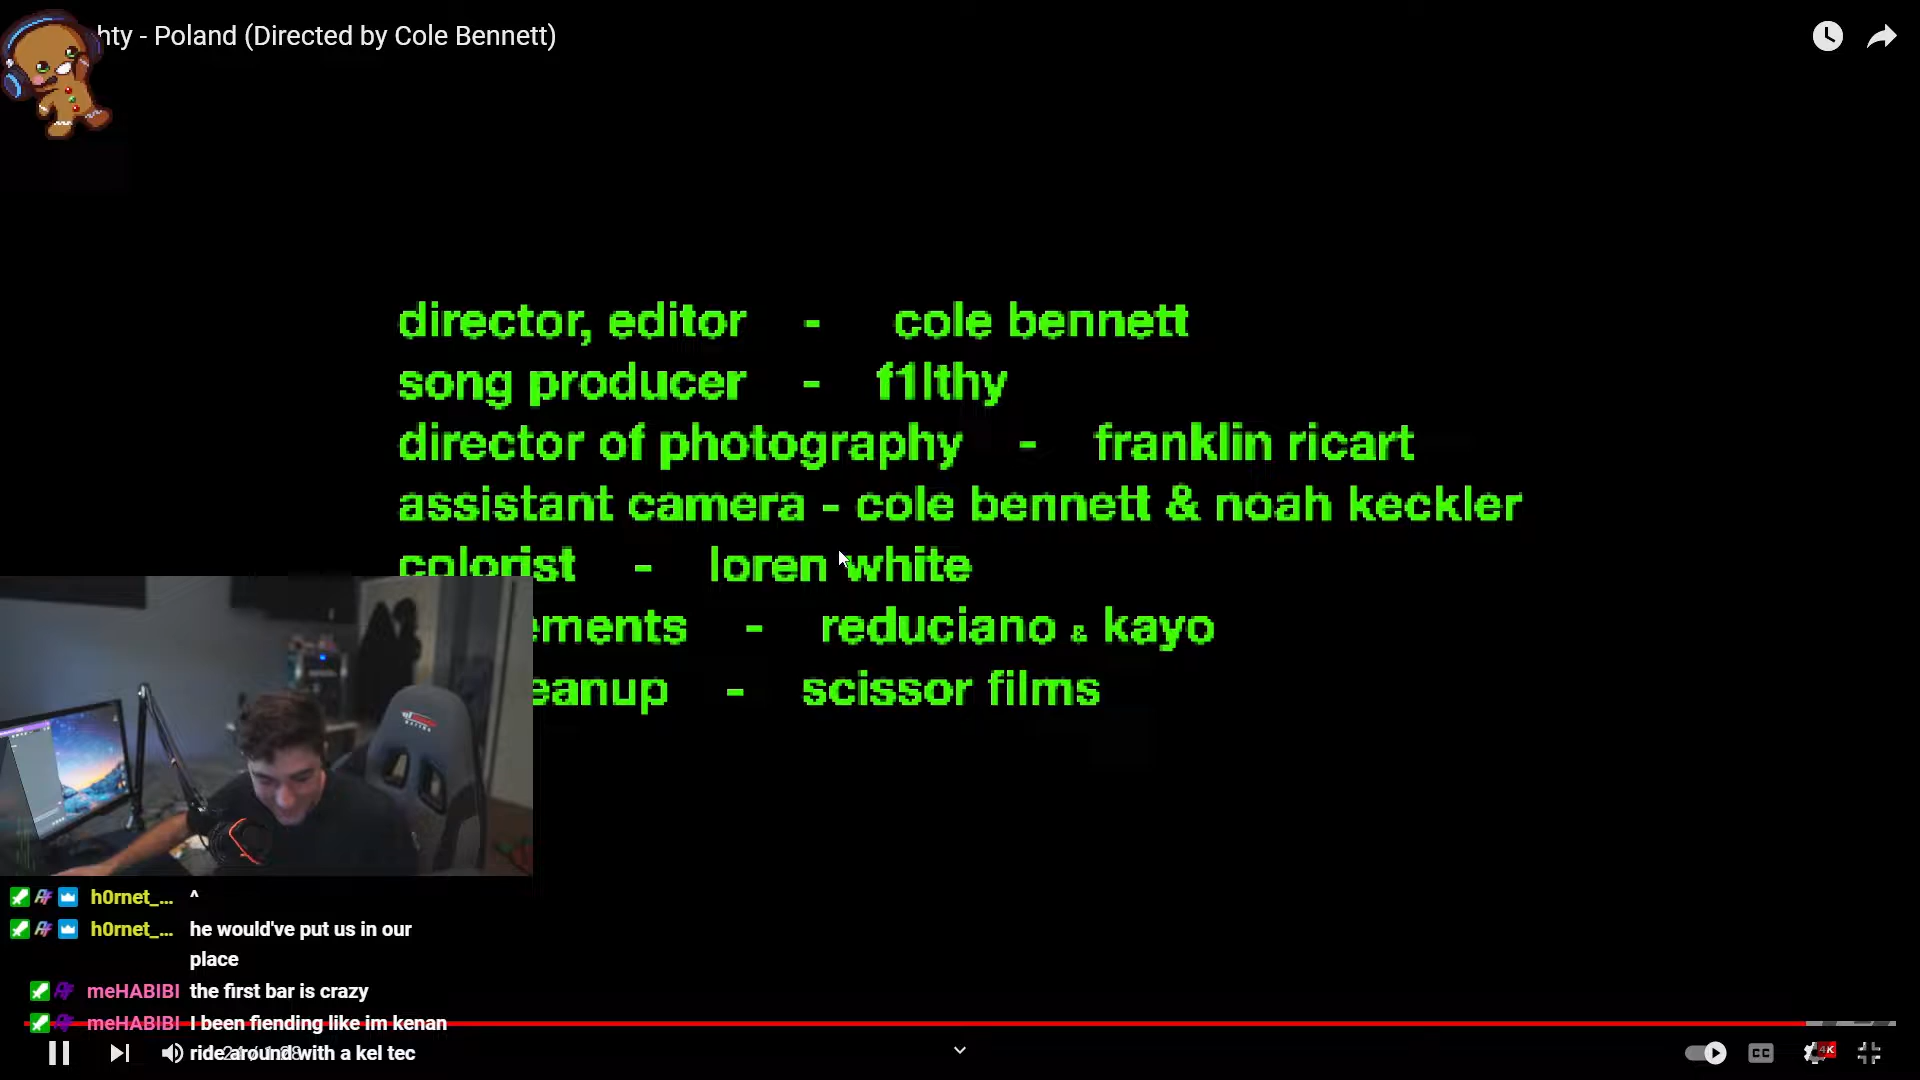 hty - Poland (Directed by Cole Bennett)
director, editor - cole bennett
song producer - f1lthy
director of photography - franklin ricart
assistant camera - cole bennett & noah keckler
colorist - loren white
ements - reduciano & kayo
eanup - scissor films
h0rnet_... ^
h0rnet_... he would've put us in our
place
meHABIBI the first bar is crazy
meHABIBI I been fiending like im kenan
ride around with a kel tec
CC
4K